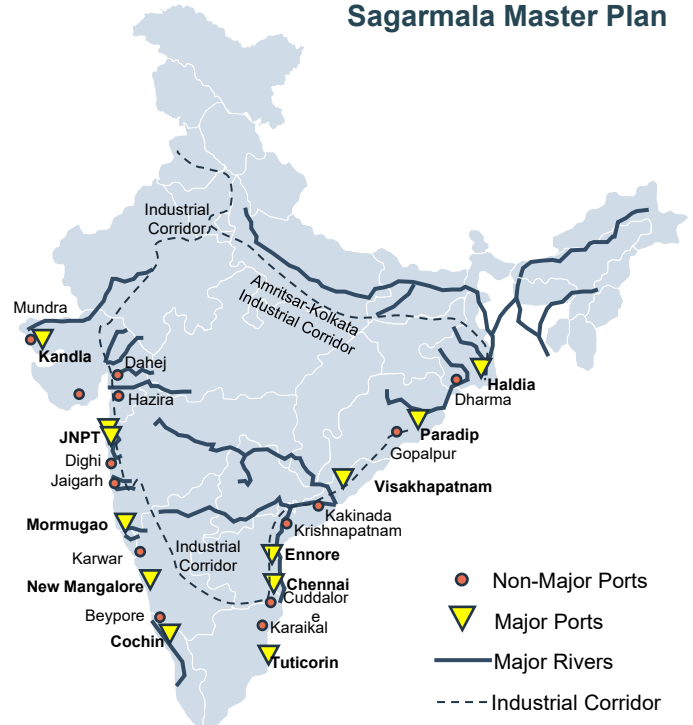 Sagarmala Master Plan
Industrial
Corridor
Amritsar-Kolkata
Industrial Corridor
Mundra
Kandla
Dahej
Hazira
Haldia
Dharma
JNPT
Paradip
Gopalpur
Dighi
Jaigarh
Visakhapatnam
Kakinada
Krishnapatnam
Mormugao
Industrial
Corridor
Karwar
Ennore
New Mangalore
Chennai
Cuddalor
e
Beypore
Karaikal
Cochin
Tuticorin
Non-Major Ports
Major Ports
Major Rivers
Industrial Corridor